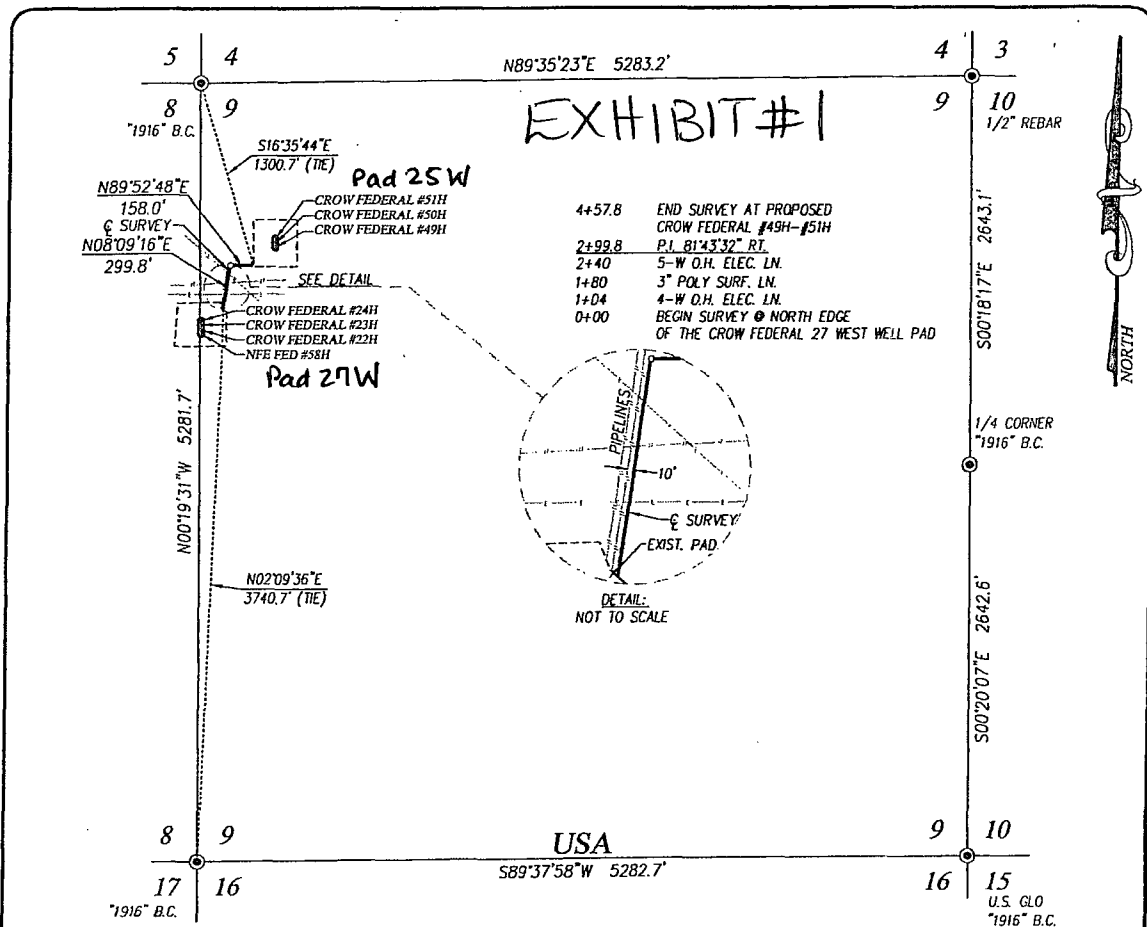 5 4
4 3
N89°35'23"E 5283.2'
8 9
9 10
"1916" B.C.
1/2" REBAR
EXHIBIT #1
S16°35'44"E
1300.7' (TIE)
Pad 25W
N89°52'48"E
158.0'
℄ SURVEY
N08°09'16"E
299.8'
CROW FEDERAL #51H
CROW FEDERAL #50H
CROW FEDERAL #49H
SEE DETAIL
CROW FEDERAL #24H
CROW FEDERAL #23H
CROW FEDERAL #22H
NFE FED #58H
Pad 27W
4+57.8 END SURVEY AT PROPOSED
CROW FEDERAL #49H-#51H
2+99.8 P.I. 81°43'32" RT.
2+40 5-W O.H. ELEC. LN.
1+80 3" POLY SURF. LN.
1+04 4-W O.H. ELEC. LN.
0+00 BEGIN SURVEY @ NORTH EDGE
OF THE CROW FEDERAL 27 WEST WELL PAD
S00°18'17"E 2643.1'
NORTH
N00°19'31"W 5281.7'
PIPELINES
10'
℄ SURVEY
EXIST. PAD
DETAIL:
NOT TO SCALE
1/4 CORNER
"1916" B.C.
N02°09'36"E
3740.7' (TIE)
S00°20'07"E 2642.6'
8 9
USA
9 10
S89°37'58"W 5282.7'
17 16
16 15
"1916" B.C.
U.S. GLO
"1916" B.C.